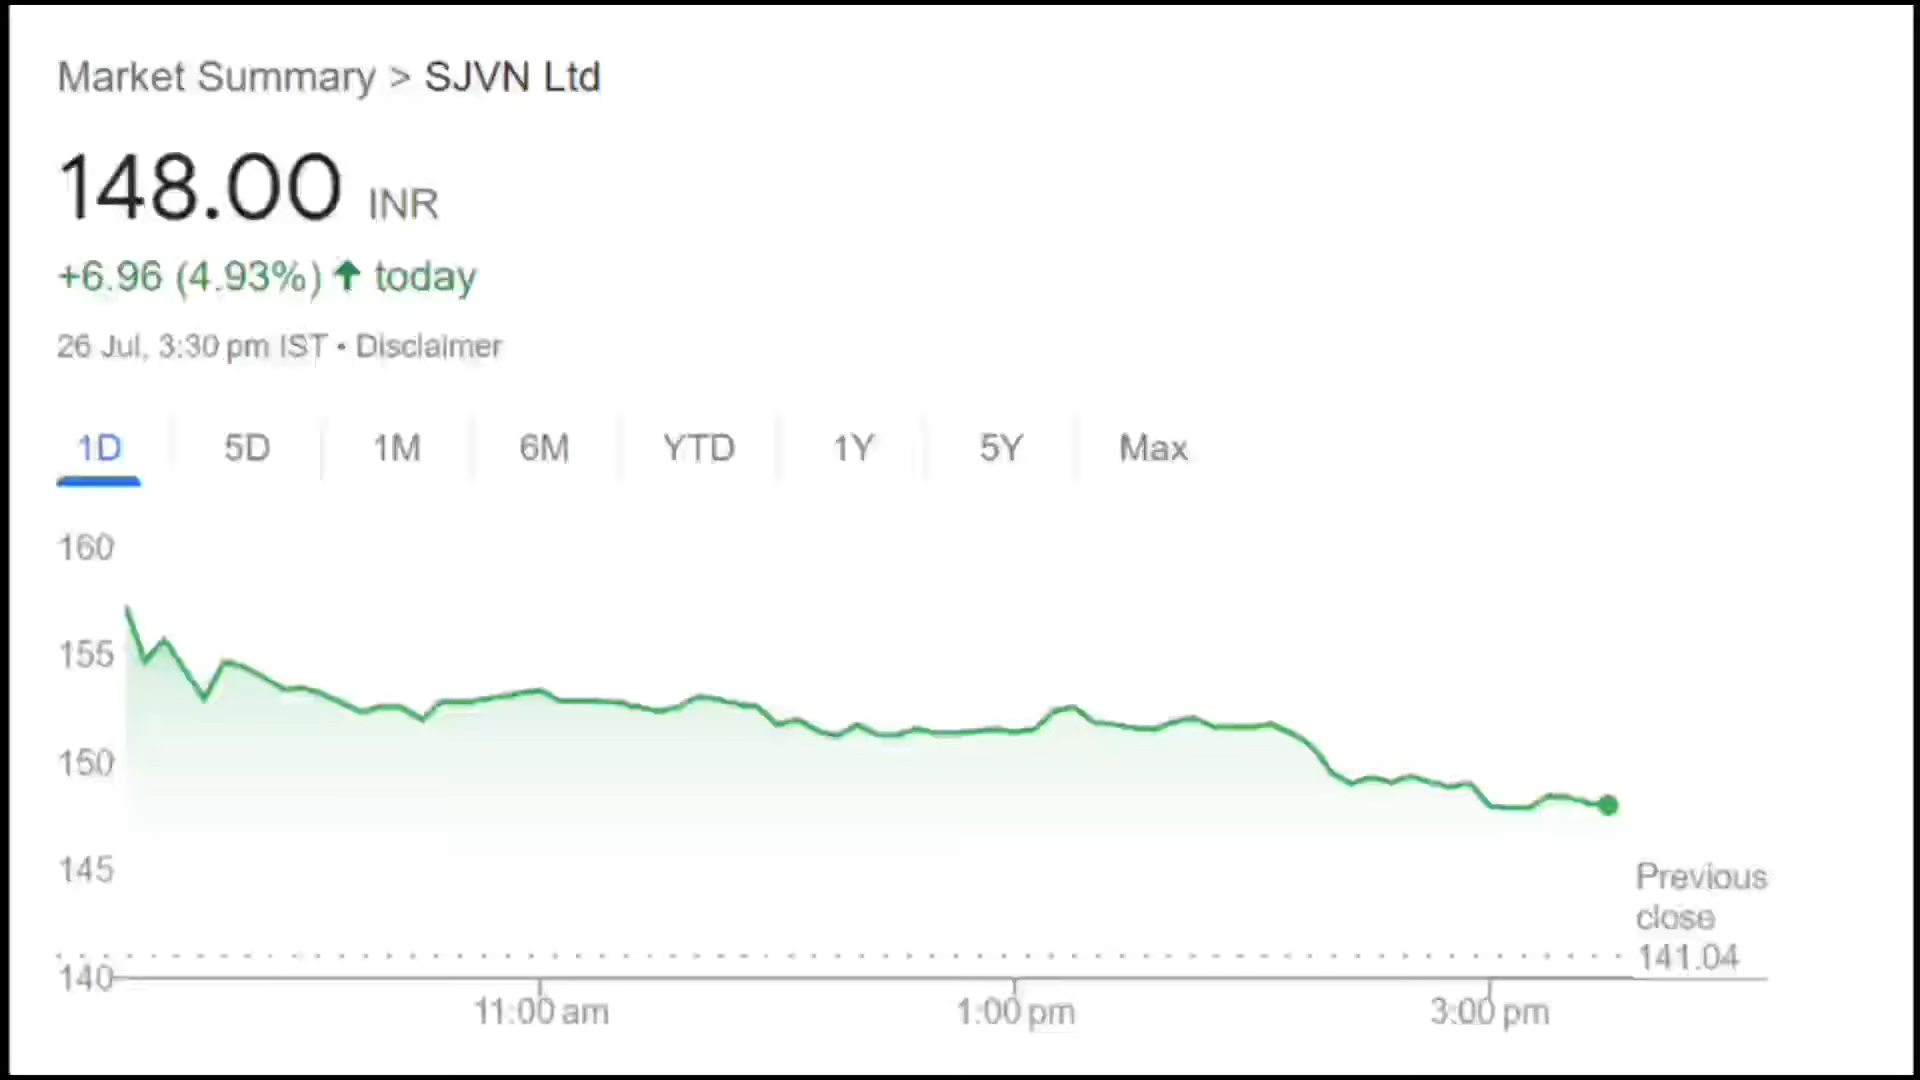 Market Summary > SJVN Ltd
148.00 INR
+6.96 (4.93%) ↑ today
26 Jul, 3:30 pm IST • Disclaimer
1D 5D 1M 6M YTD 1Y 5Y Max
160
155
150
145
Previous
close
141.04
140
11:00 am 1:00 pm 3:00 pm